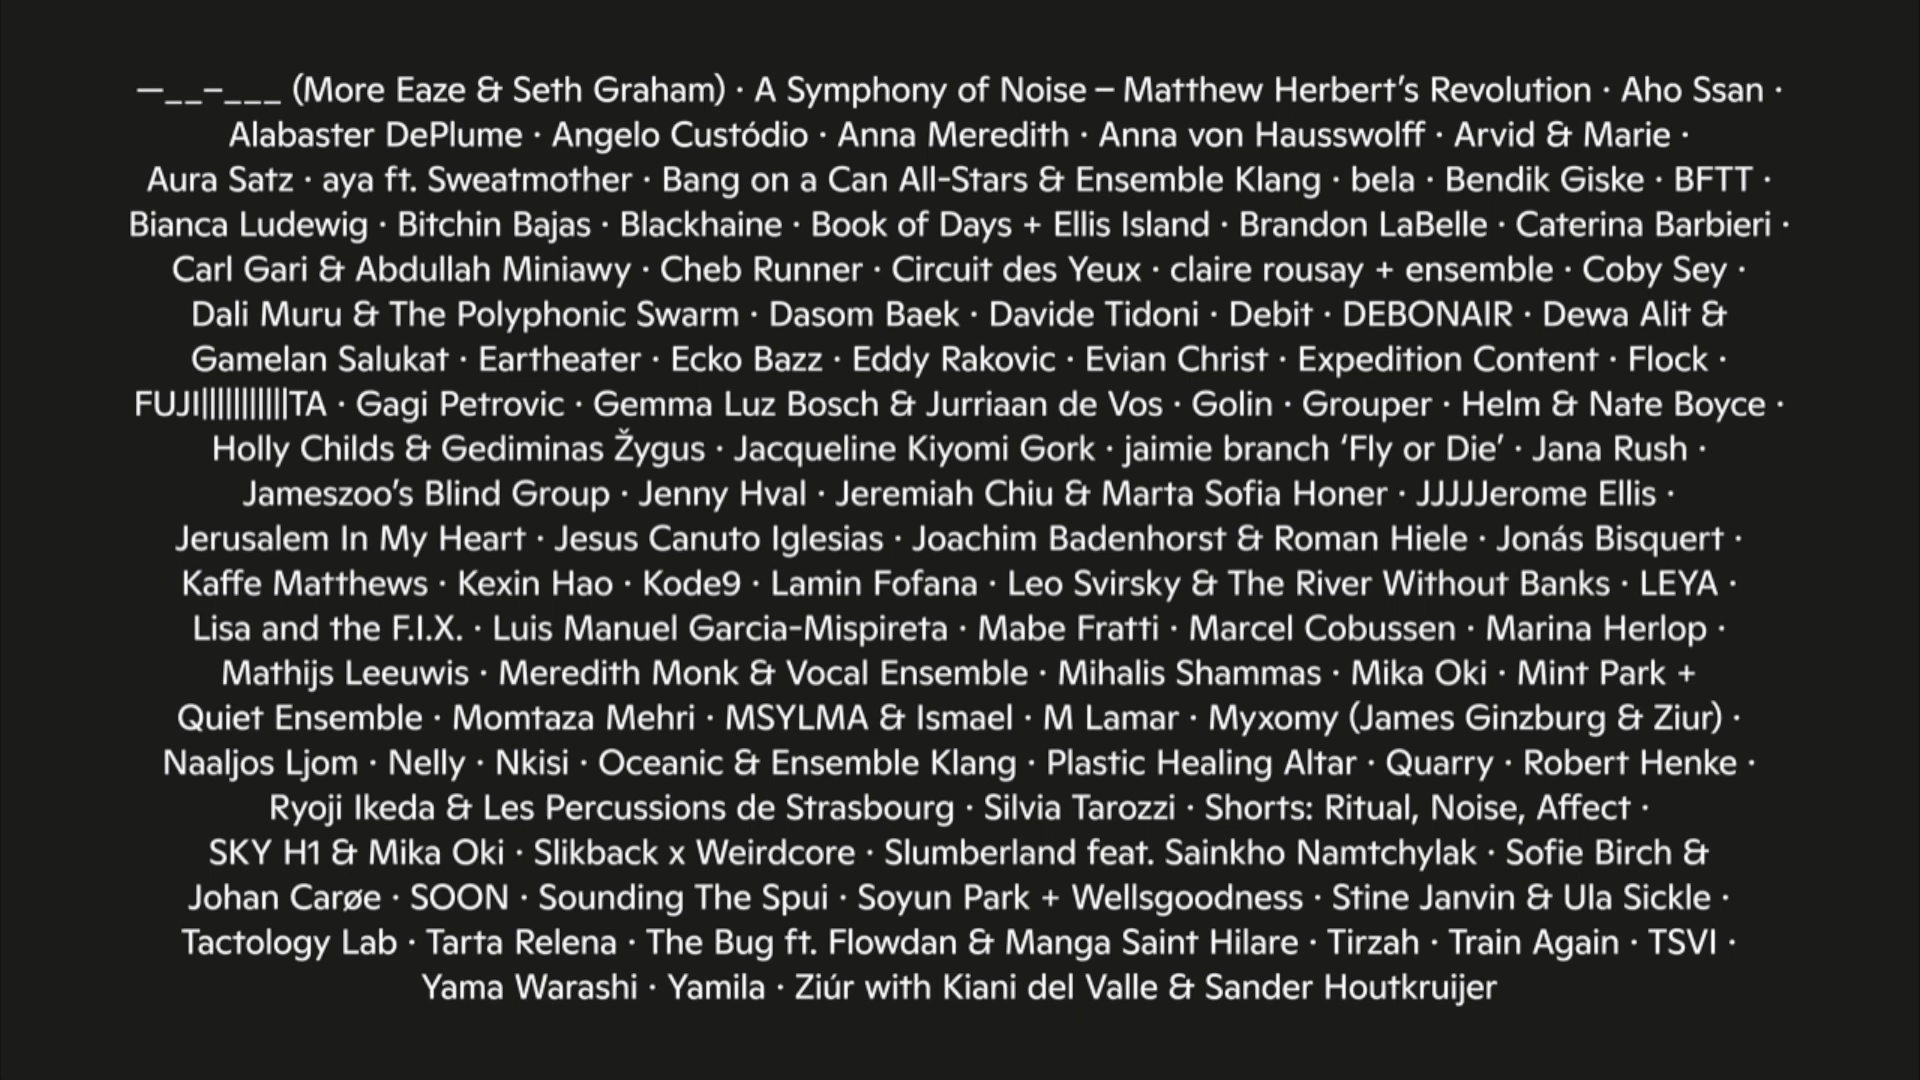 —__–___ (More Eaze & Seth Graham) · A Symphony of Noise – Matthew Herbert’s Revolution · Aho Ssan ·
Alabaster DePlume · Angelo Custódio · Anna Meredith · Anna von Hausswolff · Arvid & Marie ·
Aura Satz · aya ft. Sweatmother · Bang on a Can All-Stars & Ensemble Klang · bela · Bendik Giske · BFTT ·
Bianca Ludewig · Bitchin Bajas · Blackhaine · Book of Days + Ellis Island · Brandon LaBelle · Caterina Barbieri ·
Carl Gari & Abdullah Miniawy · Cheb Runner · Circuit des Yeux · claire rousay + ensemble · Coby Sey ·
Dali Muru & The Polyphonic Swarm · Dasom Baek · Davide Tidoni · Debit · DEBONAIR · Dewa Alit &
Gamelan Salukat · Eartheater · Ecko Bazz · Eddy Rakovic · Evian Christ · Expedition Content · Flock ·
FUJI|||||||||||TA · Gagi Petrovic · Gemma Luz Bosch & Jurriaan de Vos · Golin · Grouper · Helm & Nate Boyce ·
Holly Childs & Gediminas Žygus · Jacqueline Kiyomi Gork · jaimie branch ‘Fly or Die’ · Jana Rush ·
Jameszoo’s Blind Group · Jenny Hval · Jeremiah Chiu & Marta Sofia Honer · JJJJJerome Ellis ·
Jerusalem In My Heart · Jesus Canuto Iglesias · Joachim Badenhorst & Roman Hiele · Jonás Bisquert ·
Kaffe Matthews · Kexin Hao · Kode9 · Lamin Fofana · Leo Svirsky & The River Without Banks · LEYA ·
Lisa and the F.I.X. · Luis Manuel Garcia-Mispireta · Mabe Fratti · Marcel Cobussen · Marina Herlop ·
Mathijs Leeuwis · Meredith Monk & Vocal Ensemble · Mihalis Shammas · Mika Oki · Mint Park +
Quiet Ensemble · Momtaza Mehri · MSYLMA & Ismael · M Lamar · Myxomy (James Ginzburg & Ziur) ·
Naaljos Ljom · Nelly · Nkisi · Oceanic & Ensemble Klang · Plastic Healing Altar · Quarry · Robert Henke ·
Ryoji Ikeda & Les Percussions de Strasbourg · Silvia Tarozzi · Shorts: Ritual, Noise, Affect ·
SKY H1 & Mika Oki · Slikback x Weirdcore · Slumberland feat. Sainkho Namtchylak · Sofie Birch &
Johan Carøe · SOON · Sounding The Spui · Soyun Park + Wellsgoodness · Stine Janvin & Ula Sickle ·
Tactology Lab · Tarta Relena · The Bug ft. Flowdan & Manga Saint Hilare · Tirzah · Train Again · TSVI ·
Yama Warashi · Yamila · Ziúr with Kiani del Valle & Sander Houtkruijer